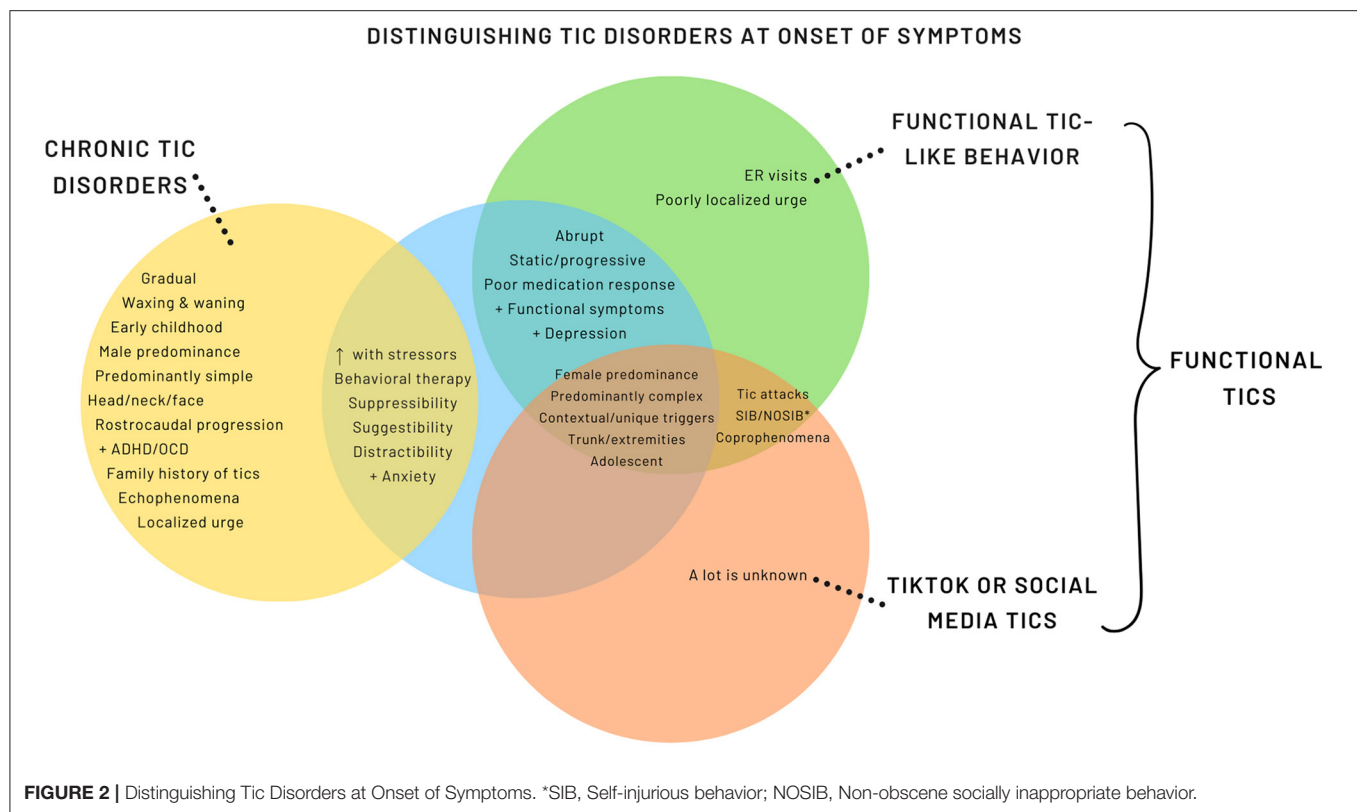 DISTINGUISHING TIC DISORDERS AT ONSET OF SYMPTOMS
CHRONIC TIC
DISORDERS
Gradual
Waxing & waning
Early childhood
Male predominance
Predominantly simple
Head/neck/face
Rostrocaudal progression
+ ADHD/OCD
Family history of tics
Echophenomena
Localized urge
↑ with stressors
Behavioral therapy
Suppressibility
Suggestibility
Distractibility
+ Anxiety
Abrupt
Static/progressive
Poor medication response
+ Functional symptoms
+ Depression
Female predominance
Predominantly complex
Contextual/unique triggers
Trunk/extremities
Adolescent
Tic attacks
SIB/NOSIB*
Coprophenomena
ER visits
Poorly localized urge
FUNCTIONAL TIC-
LIKE BEHAVIOR
A lot is unknown
TIKTOK OR SOCIAL
MEDIA TICS
FUNCTIONAL
TICS
FIGURE 2 | Distinguishing Tic Disorders at Onset of Symptoms. *SIB, Self-injurious behavior; NOSIB, Non-obscene socially inappropriate behavior.